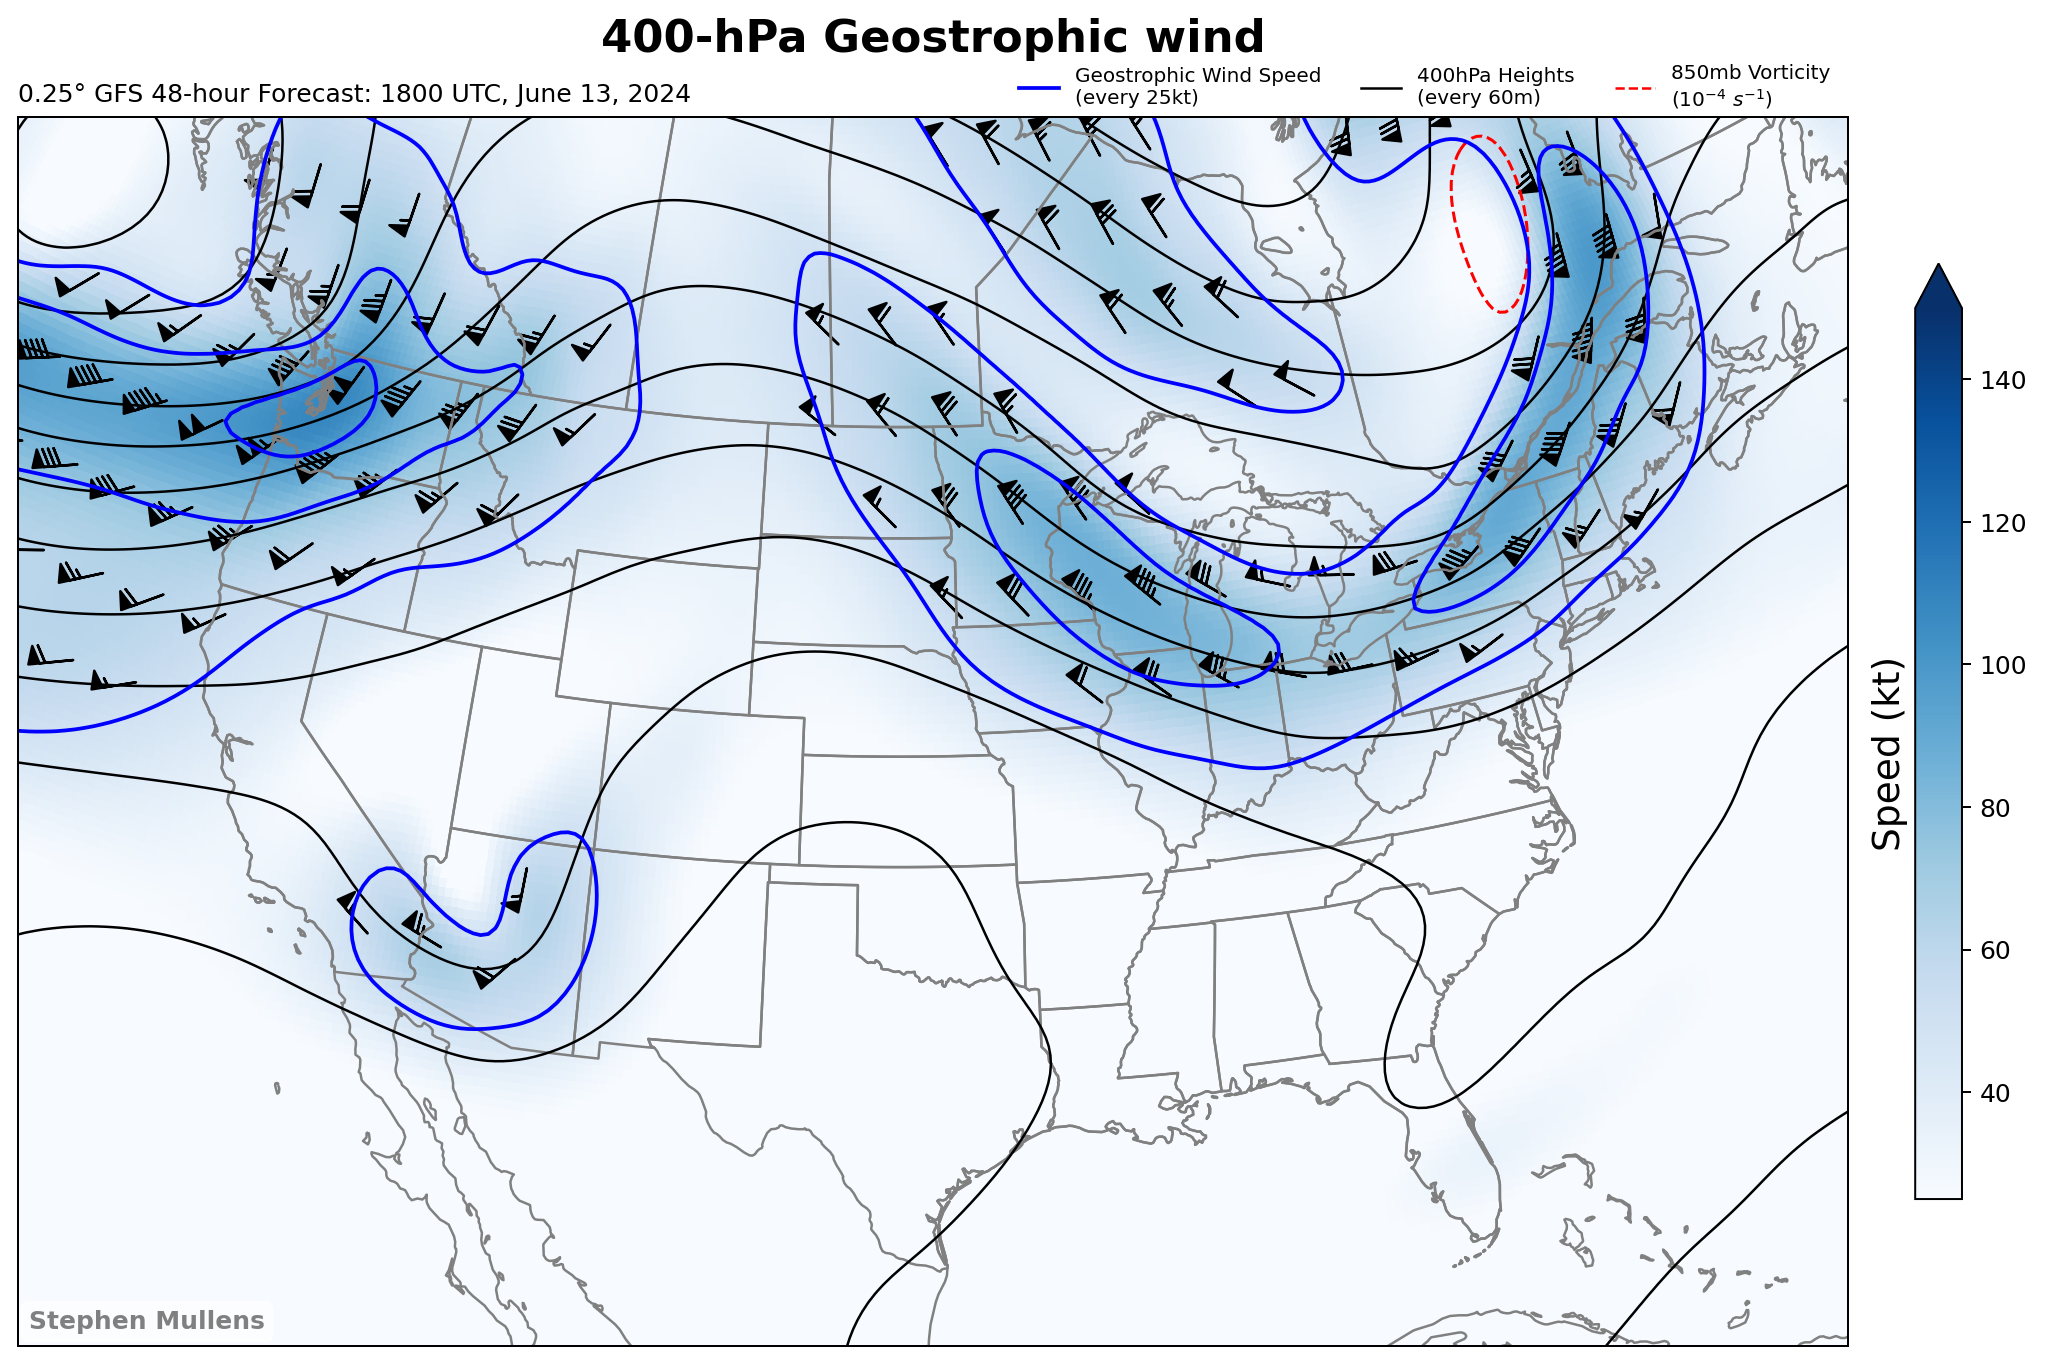 400-hPa Geostrophic wind
0.25° GFS 48-hour Forecast: 1800 UTC, June 13, 2024
Geostrophic Wind Speed
(every 25kt)
400hPa Heights
(every 60m)
850mb Vorticity
(10⁻⁴ s⁻¹)
140
120
100
80
60
40
Speed (kt)
Stephen Mullens